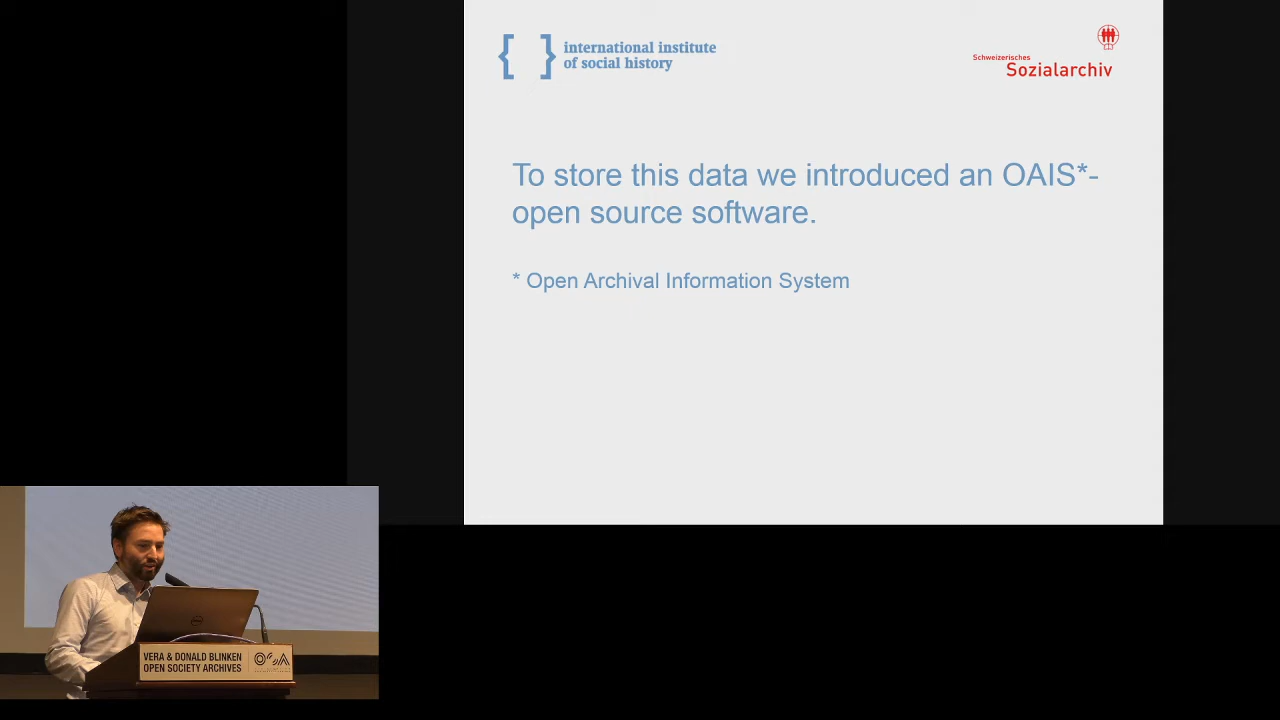 international institute
of social history
Schweizerisches
Sozialarchiv
To store this data we introduced an OAIS*-
open source software.
* Open Archival Information System
VERA & DONALD BLINKEN
OPEN SOCIETY ARCHIVES
OSA